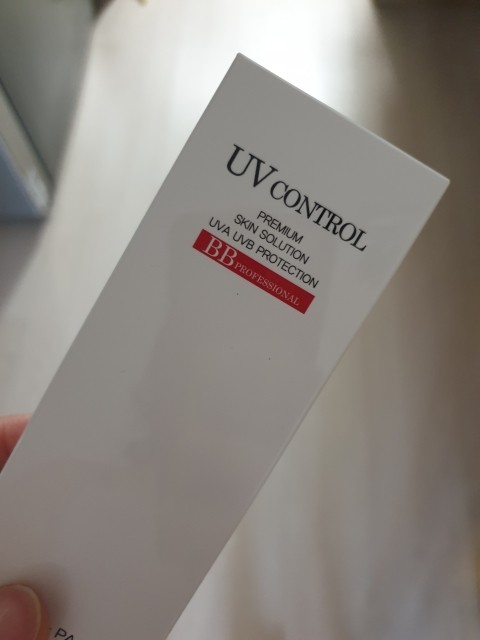 UV CONTROL
PREMIUM
SKIN SOLUTION
UVA UVB PROTECTION
BB PROFESSIONAL